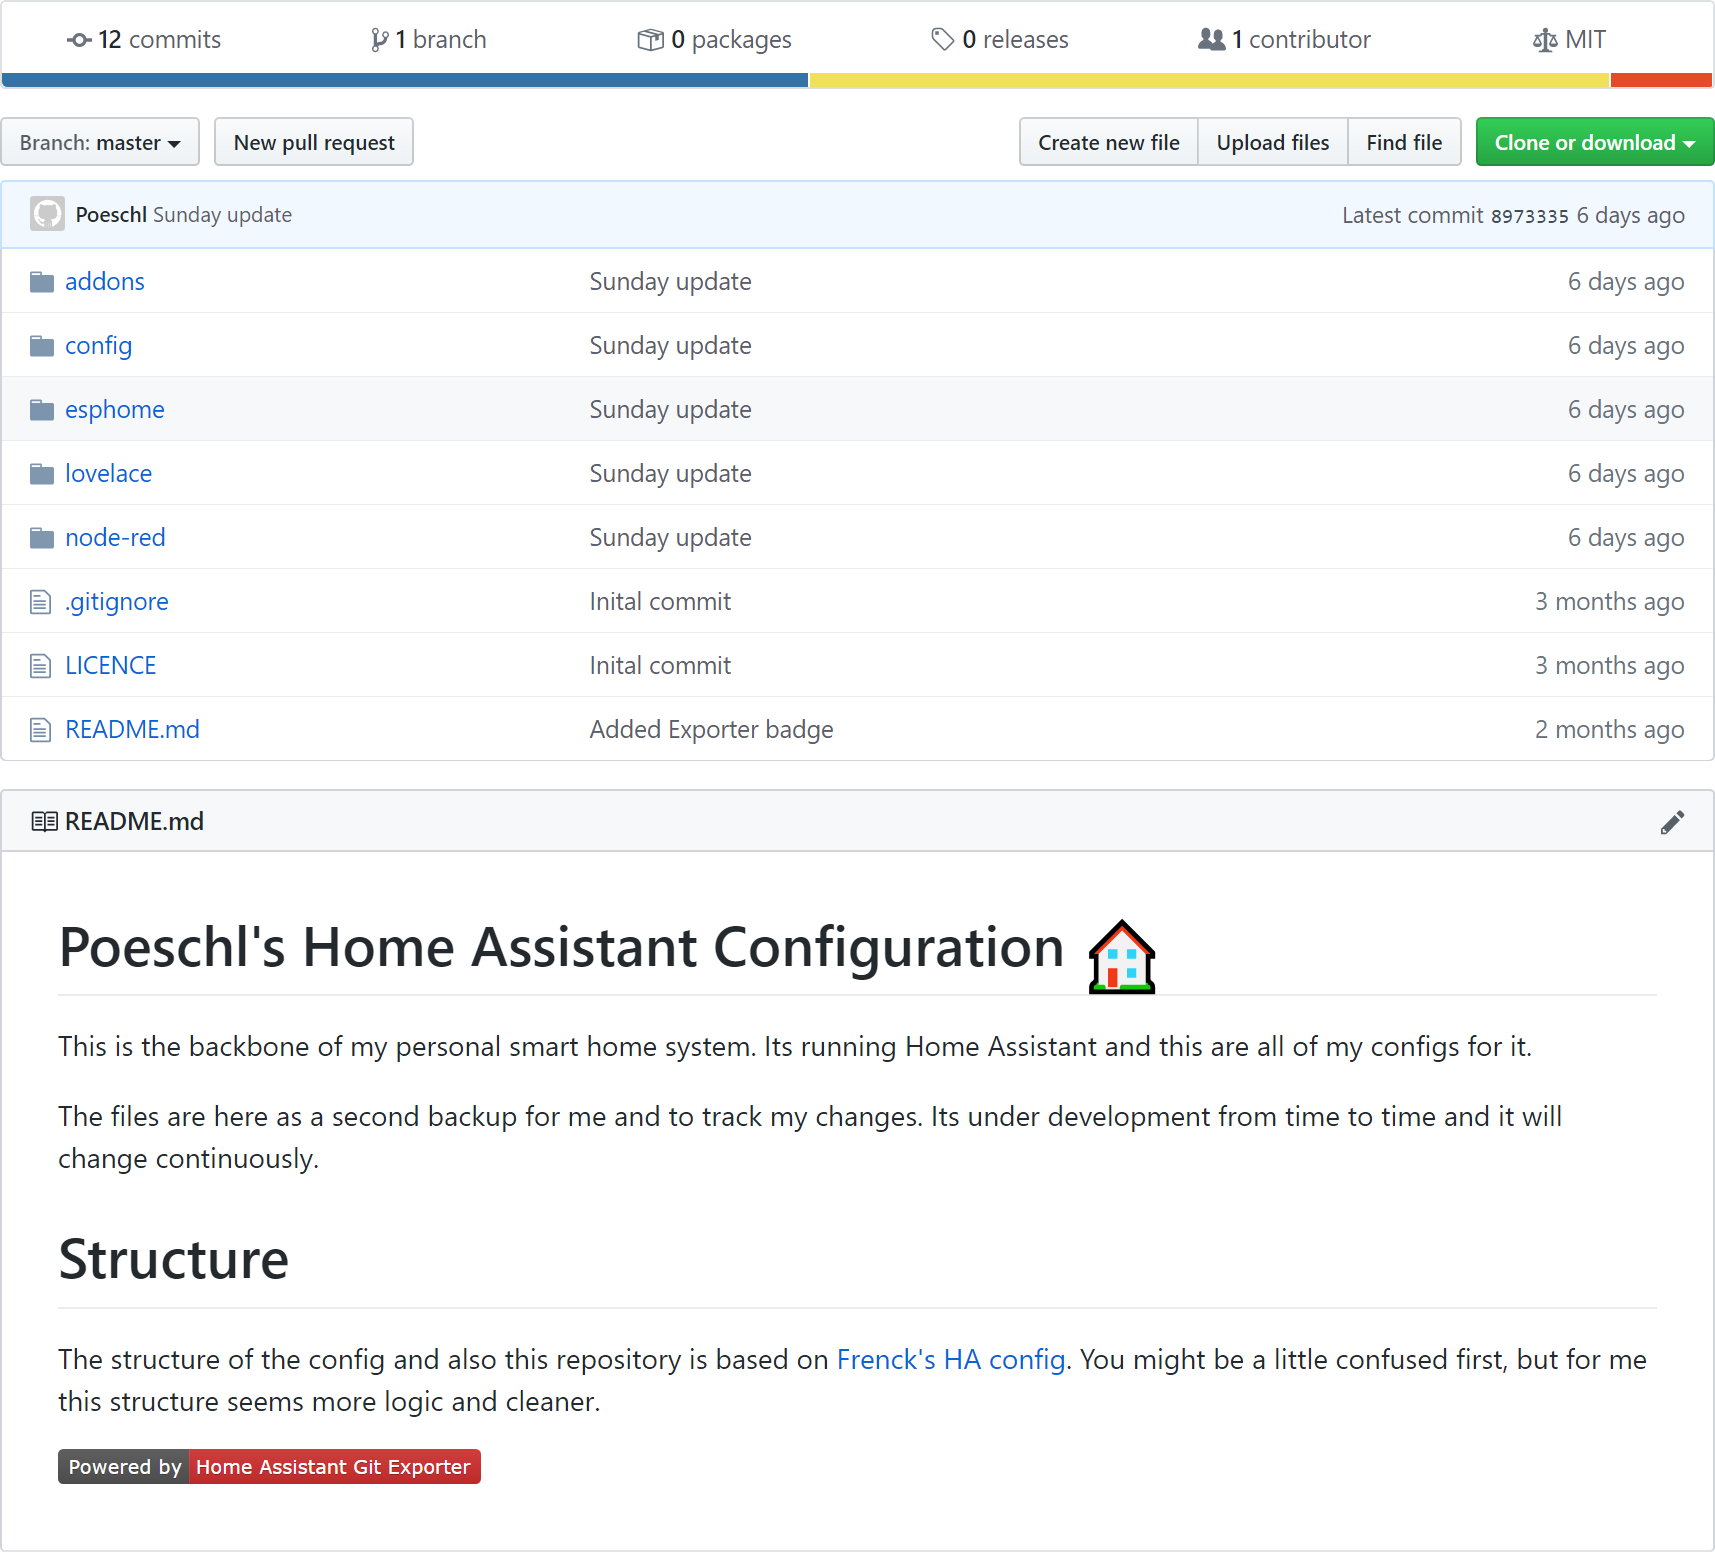 12 commits 1 branch 0 packages 0 releases 1 contributor MIT
Branch: master New pull request Create new file Upload files Find file Clone or download
Poeschl Sunday update Latest commit 8973335 6 days ago
addons Sunday update 6 days ago
config Sunday update 6 days ago
esphome Sunday update 6 days ago
lovelace Sunday update 6 days ago
node-red Sunday update 6 days ago
.gitignore Inital commit 3 months ago
LICENCE Inital commit 3 months ago
README.md Added Exporter badge 2 months ago
README.md
Poeschl's Home Assistant Configuration
This is the backbone of my personal smart home system. Its running Home Assistant and this are all of my configs for it.
The files are here as a second backup for me and to track my changes. Its under development from time to time and it will
change continuously.
Structure
The structure of the config and also this repository is based on Frenck's HA config. You might be a little confused first, but for me
this structure seems more logic and cleaner.
Powered by Home Assistant Git Exporter